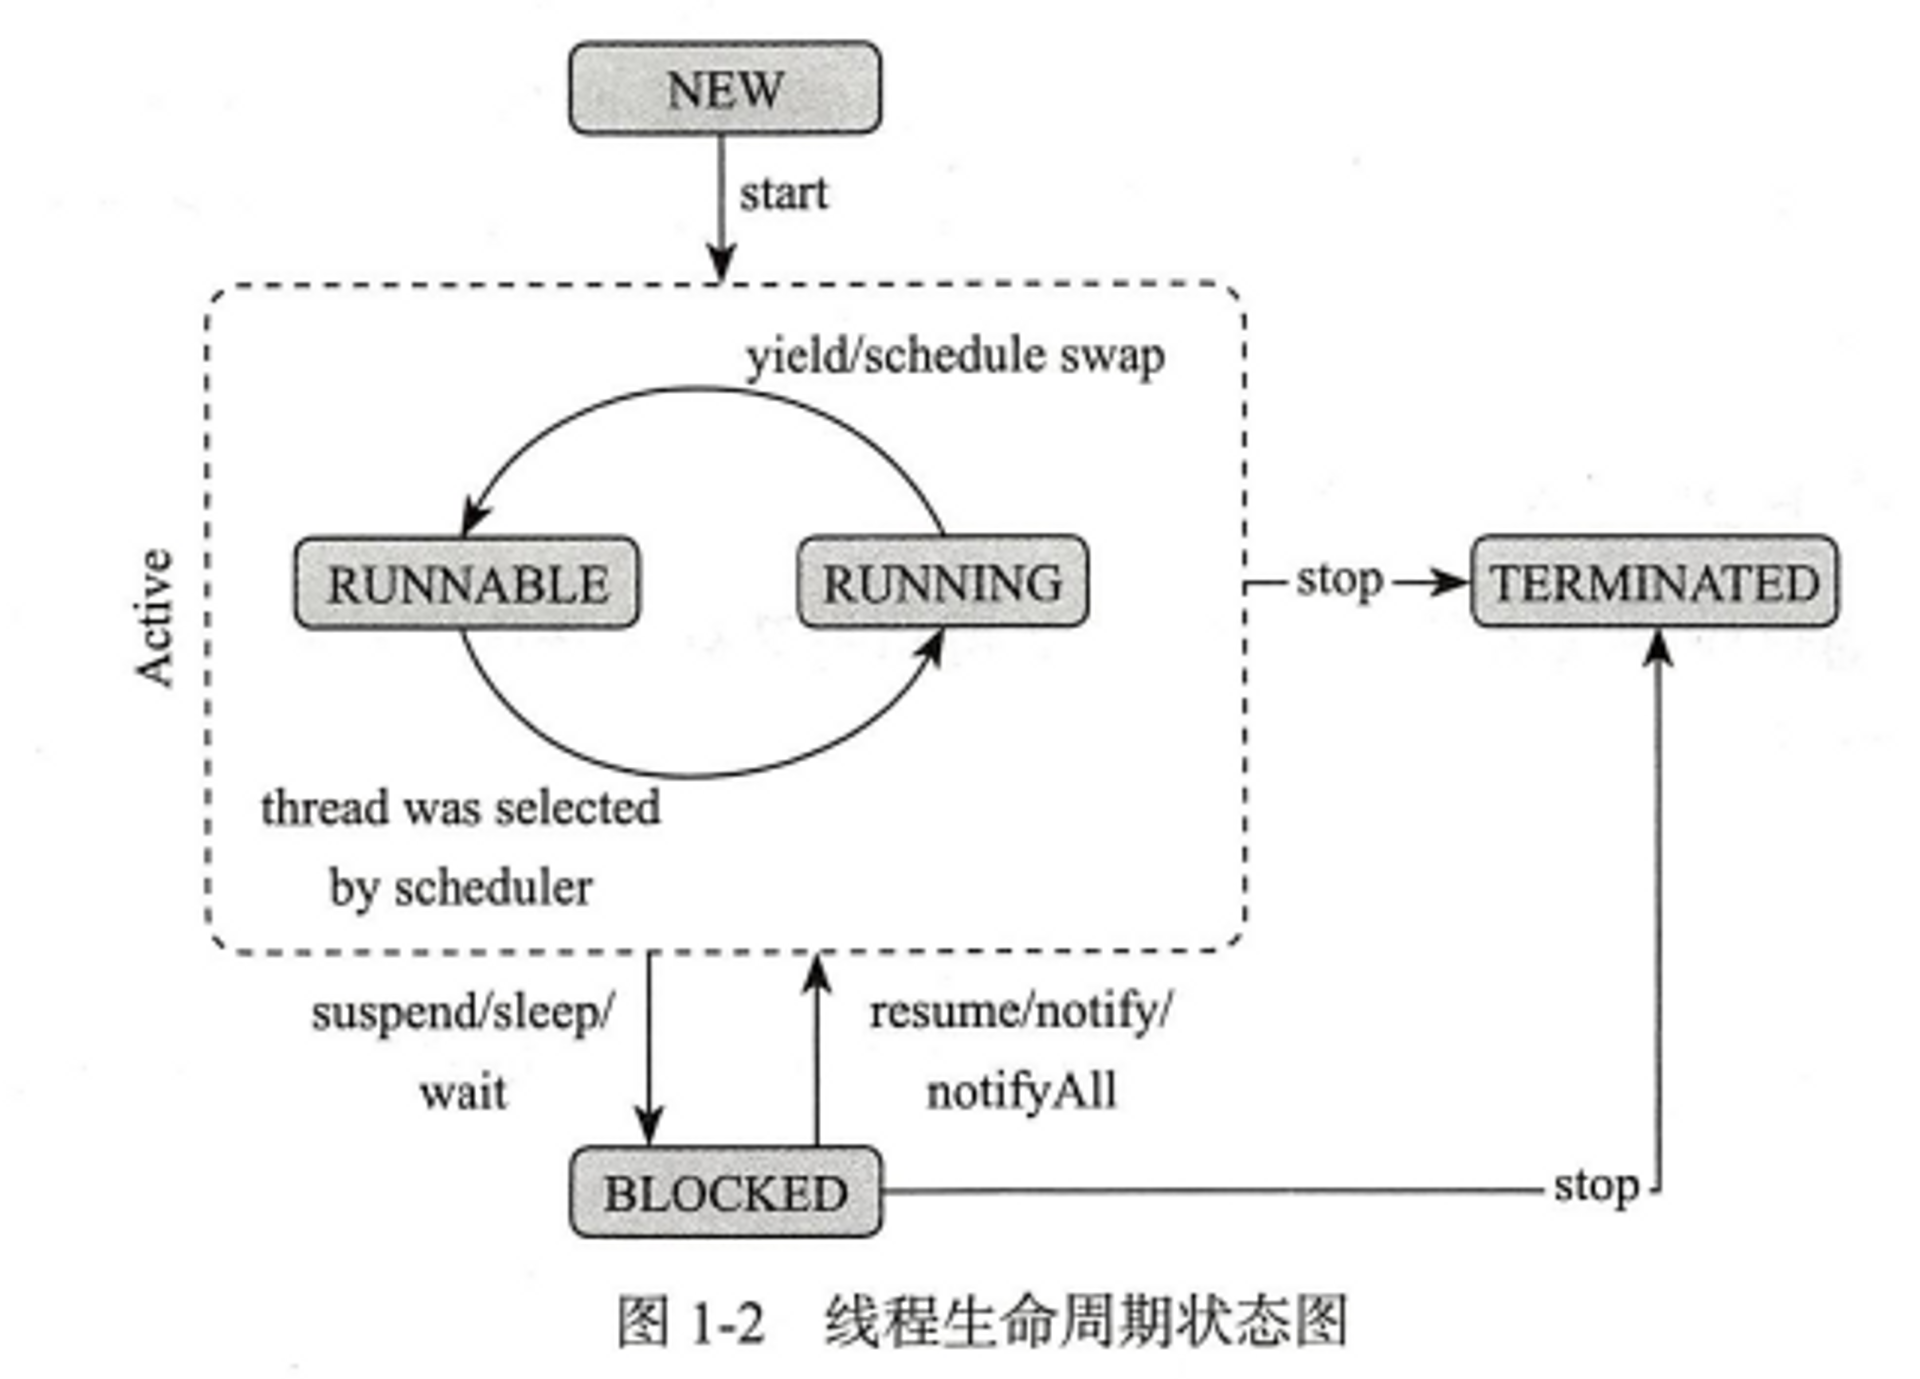 NEW
start
yield/schedule swap
Active
RUNNABLE
RUNNING
stop
TERMINATED
thread was selected
by scheduler
suspend/sleep/
wait
resume/notify/
notifyAll
BLOCKED
stop
图 1-2 线程生命周期状态图